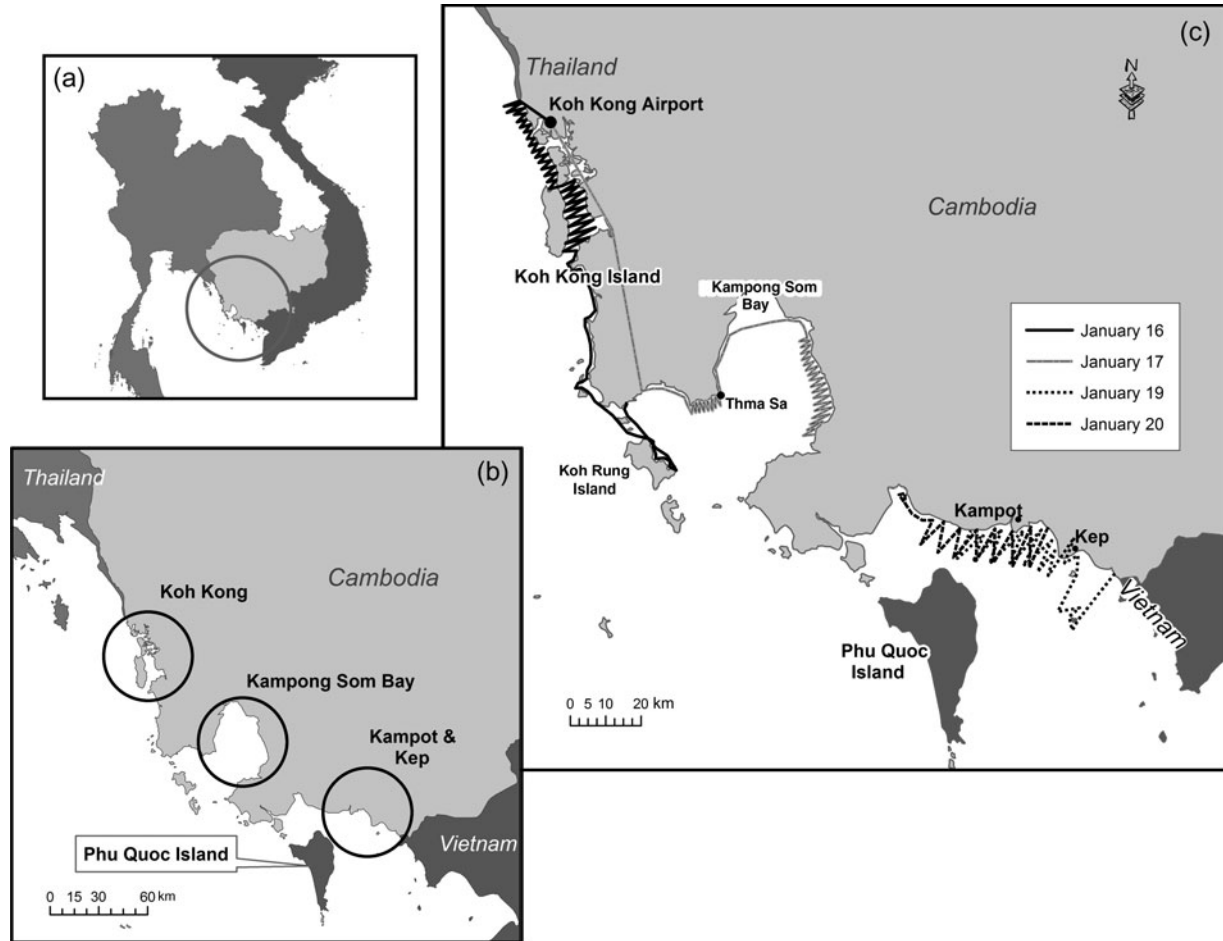 (a)
(b)
Thailand
Koh Kong
Cambodia
Kampong Som Bay
Kampot &
Kep
Vietnam
Phu Quoc Island
0 15 30 60 km
(c)
N
Thailand
Koh Kong Airport
Cambodia
Koh Kong Island
Kampong Som
Bay
January 16
January 17
January 19
January 20
Thma Sa
Koh Rung
Island
Kampot
Kep
Vietnam
Phu Quoc
Island
0 5 10 20 km